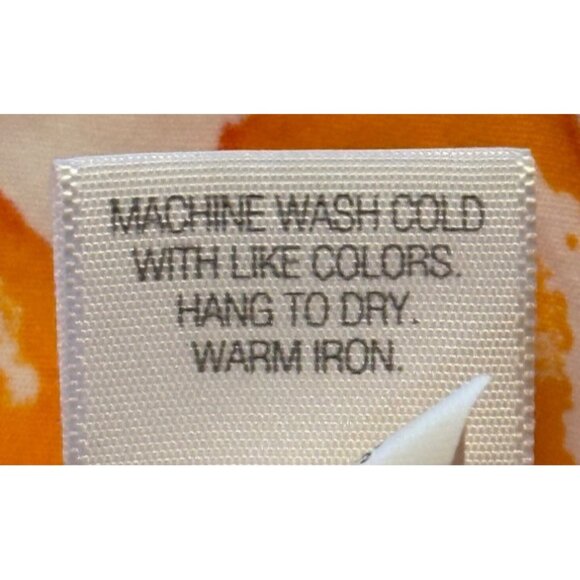 MACHINE WASH COLD
WITH LIKE COLORS.
HANG TO DRY.
WARM IRON.